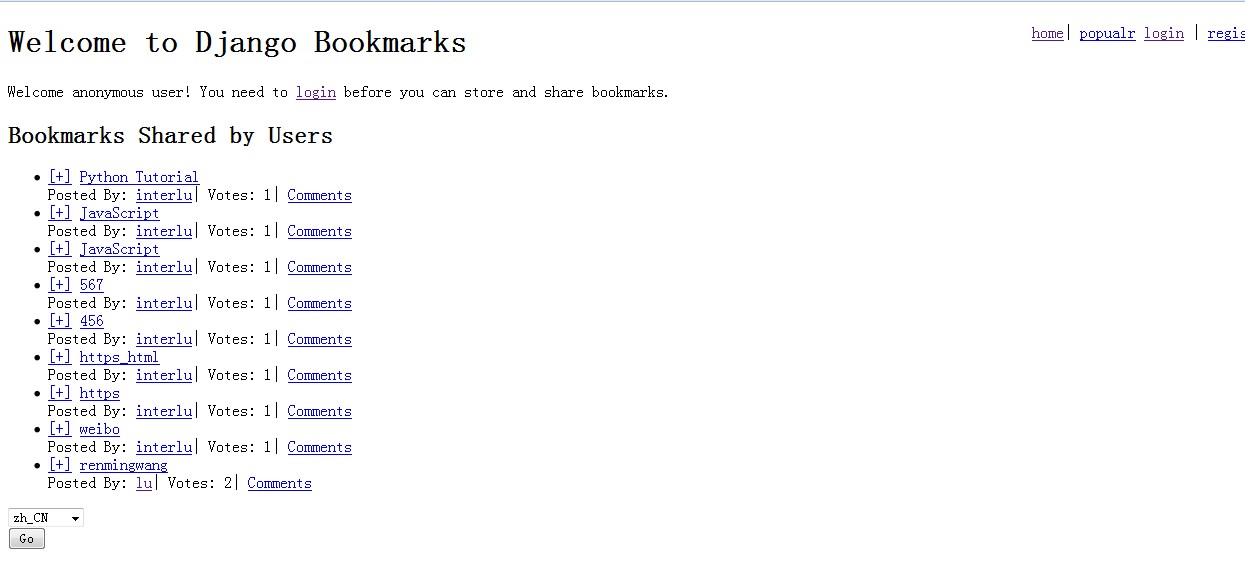 home| popualr login | regis
Welcome to Django Bookmarks
Welcome anonymous user! You need to login before you can store and share bookmarks.
Bookmarks Shared by Users
• [+] Python Tutorial
Posted By: interlu| Votes: 1| Comments
• [+] JavaScript
Posted By: interlu| Votes: 1| Comments
• [+] JavaScript
Posted By: interlu| Votes: 1| Comments
• [+] 567
Posted By: interlu| Votes: 1| Comments
• [+] 456
Posted By: interlu| Votes: 1| Comments
• [+] https_html
Posted By: interlu| Votes: 1| Comments
• [+] https
Posted By: interlu| Votes: 1| Comments
• [+] weibo
Posted By: interlu| Votes: 1| Comments
• [+] renmingwang
Posted By: lu| Votes: 2| Comments
zh_CN
Go